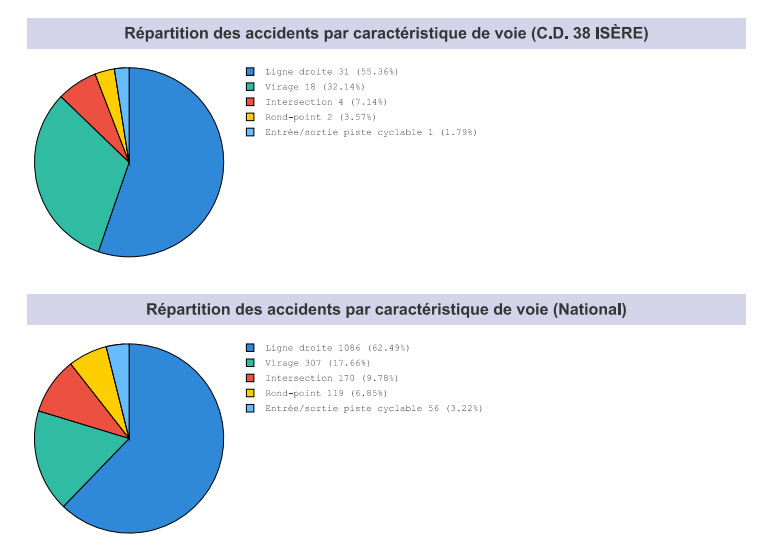 Répartition des accidents par caractéristique de voie (C.D. 38 ISÈRE)
Ligne droite 31 (55.36%)
Virage 18 (32.14%)
Intersection 4 (7.14%)
Rond-point 2 (3.57%)
Entrée/sortie piste cyclable 1 (1.79%)
Répartition des accidents par caractéristique de voie (National)
Ligne droite 1086 (62.49%)
Virage 307 (17.66%)
Intersection 170 (9.78%)
Rond-point 119 (6.85%)
Entrée/sortie piste cyclable 56 (3.22%)